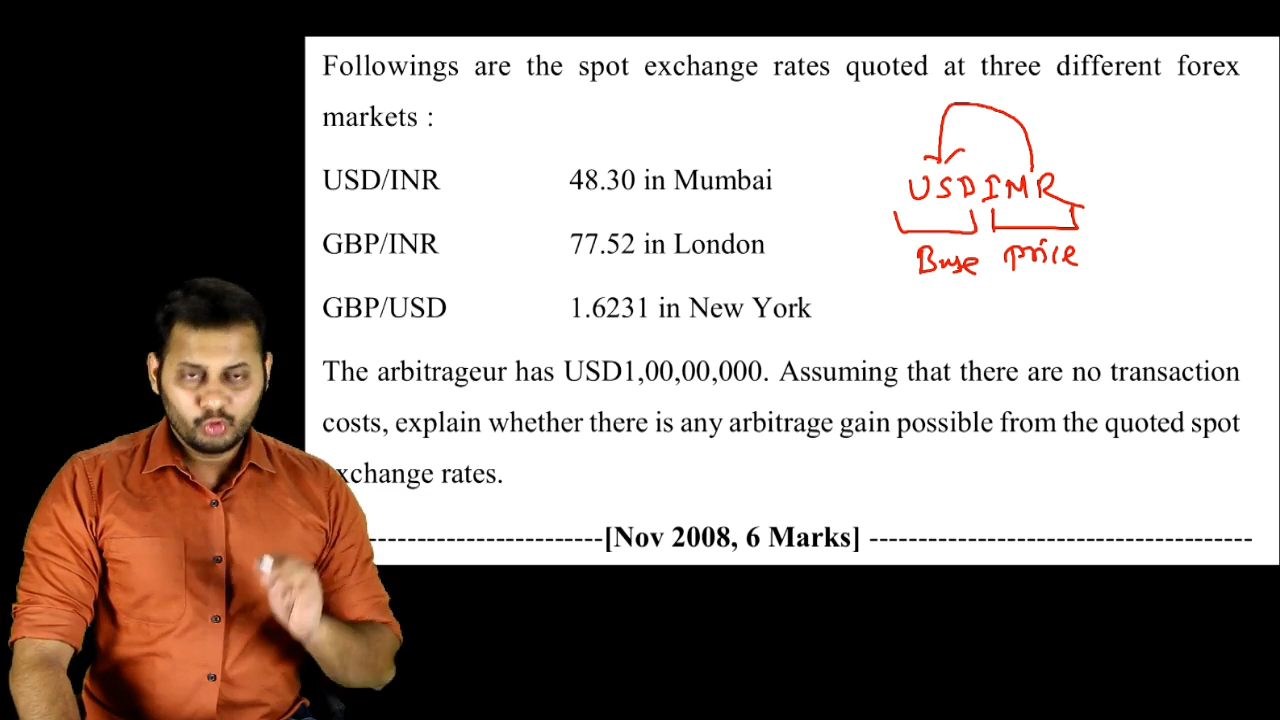 Followings are the spot exchange rates quoted at three different forex
markets :
USD/INR 48.30 in Mumbai
USDINR
GBP/INR 77.52 in London
Base price
GBP/USD 1.6231 in New York
The arbitrageur has USD1,00,00,000. Assuming that there are no transaction
costs, explain whether there is any arbitrage gain possible from the quoted spot
xchange rates.
-----------------------[Nov 2008, 6 Marks] -------------------------------------